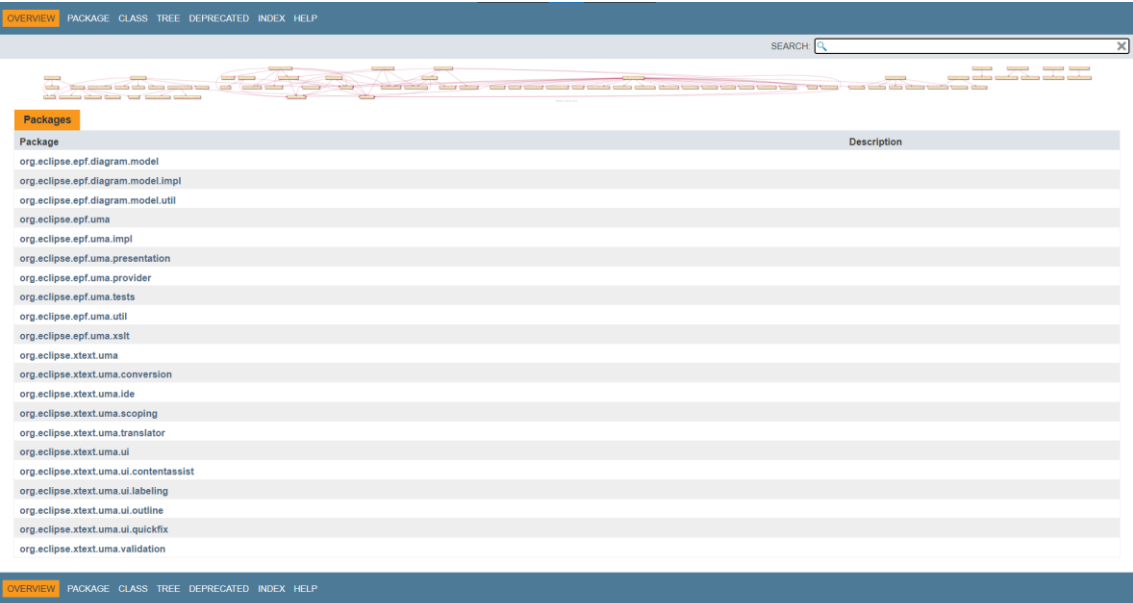 OVERVIEW PACKAGE CLASS TREE DEPRECATED INDEX HELP
SEARCH:
Packages
Package Description
org.eclipse.epf.diagram.model
org.eclipse.epf.diagram.model.impl
org.eclipse.epf.diagram.model.util
org.eclipse.epf.uma
org.eclipse.epf.uma.impl
org.eclipse.epf.uma.presentation
org.eclipse.epf.uma.provider
org.eclipse.epf.uma.tests
org.eclipse.epf.uma.util
org.eclipse.epf.uma.xslt
org.eclipse.xtext.uma
org.eclipse.xtext.uma.conversion
org.eclipse.xtext.uma.ide
org.eclipse.xtext.uma.scoping
org.eclipse.xtext.uma.translator
org.eclipse.xtext.uma.ui
org.eclipse.xtext.uma.ui.contentassist
org.eclipse.xtext.uma.ui.labeling
org.eclipse.xtext.uma.ui.outline
org.eclipse.xtext.uma.ui.quickfix
org.eclipse.xtext.uma.validation
OVERVIEW PACKAGE CLASS TREE DEPRECATED INDEX HELP